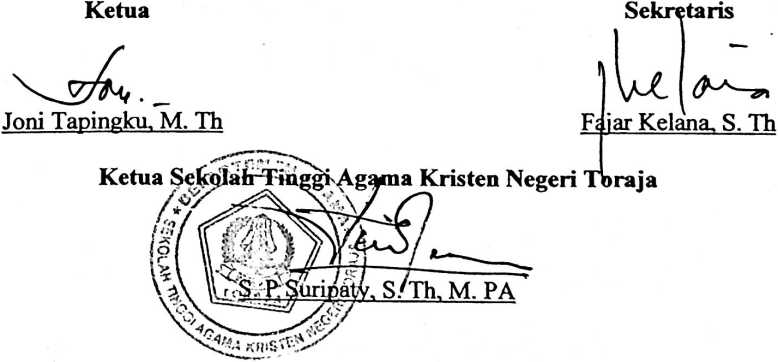 Ketua Sekretaris
Joni Tapingku, M. Th Fajar Kelana, S. Th
Ketua Sekolah Tinggi Agama Kristen Negeri Toraja
S. P Suripaty, S. Th, M. PA
SEKOLAH TINGGI AGAMA KRISTEN NEGERI